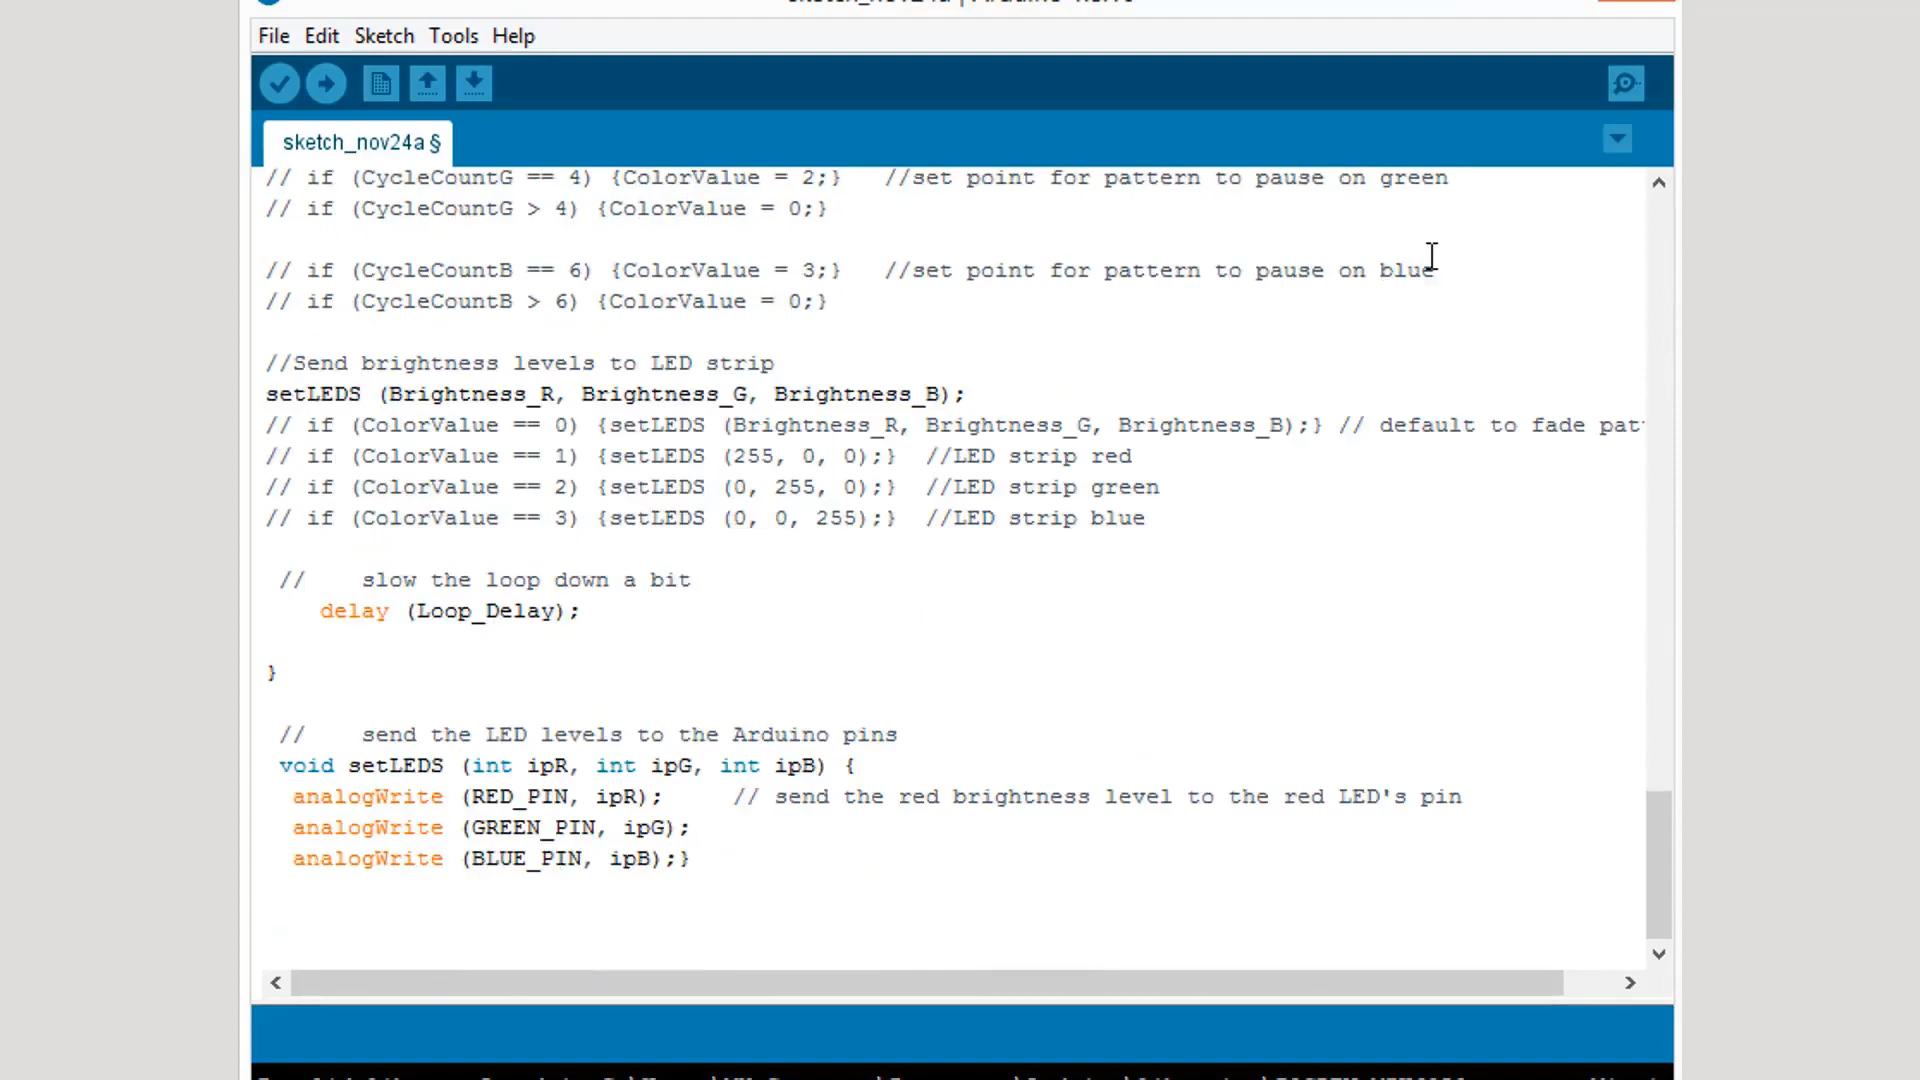 File Edit Sketch Tools Help
sketch_nov24a §
// if (CycleCountG == 4) {ColorValue = 2;} //set point for pattern to pause on green
// if (CycleCountG > 4) {ColorValue = 0;}
// if (CycleCountB == 6) {ColorValue = 3;} //set point for pattern to pause on blue
// if (CycleCountB > 6) {ColorValue = 0;}
//Send brightness levels to LED strip
setLEDS (Brightness_R, Brightness_G, Brightness_B);
// if (ColorValue == 0) {setLEDS (Brightness_R, Brightness_G, Brightness_B);} // default to fade
// if (ColorValue == 1) {setLEDS (255, 0, 0);} //LED strip red
// if (ColorValue == 2) {setLEDS (0, 255, 0);} //LED strip green
// if (ColorValue == 3) {setLEDS (0, 0, 255);} //LED strip blue
// slow the loop down a bit
delay (Loop_Delay);
}
// send the LED levels to the Arduino pins
void setLEDS (int ipR, int ipG, int ipB) {
analogWrite (RED_PIN, ipR); // send the red brightness level to the red LED's pin
analogWrite (GREEN_PIN, ipG);
analogWrite (BLUE_PIN, ipB);}